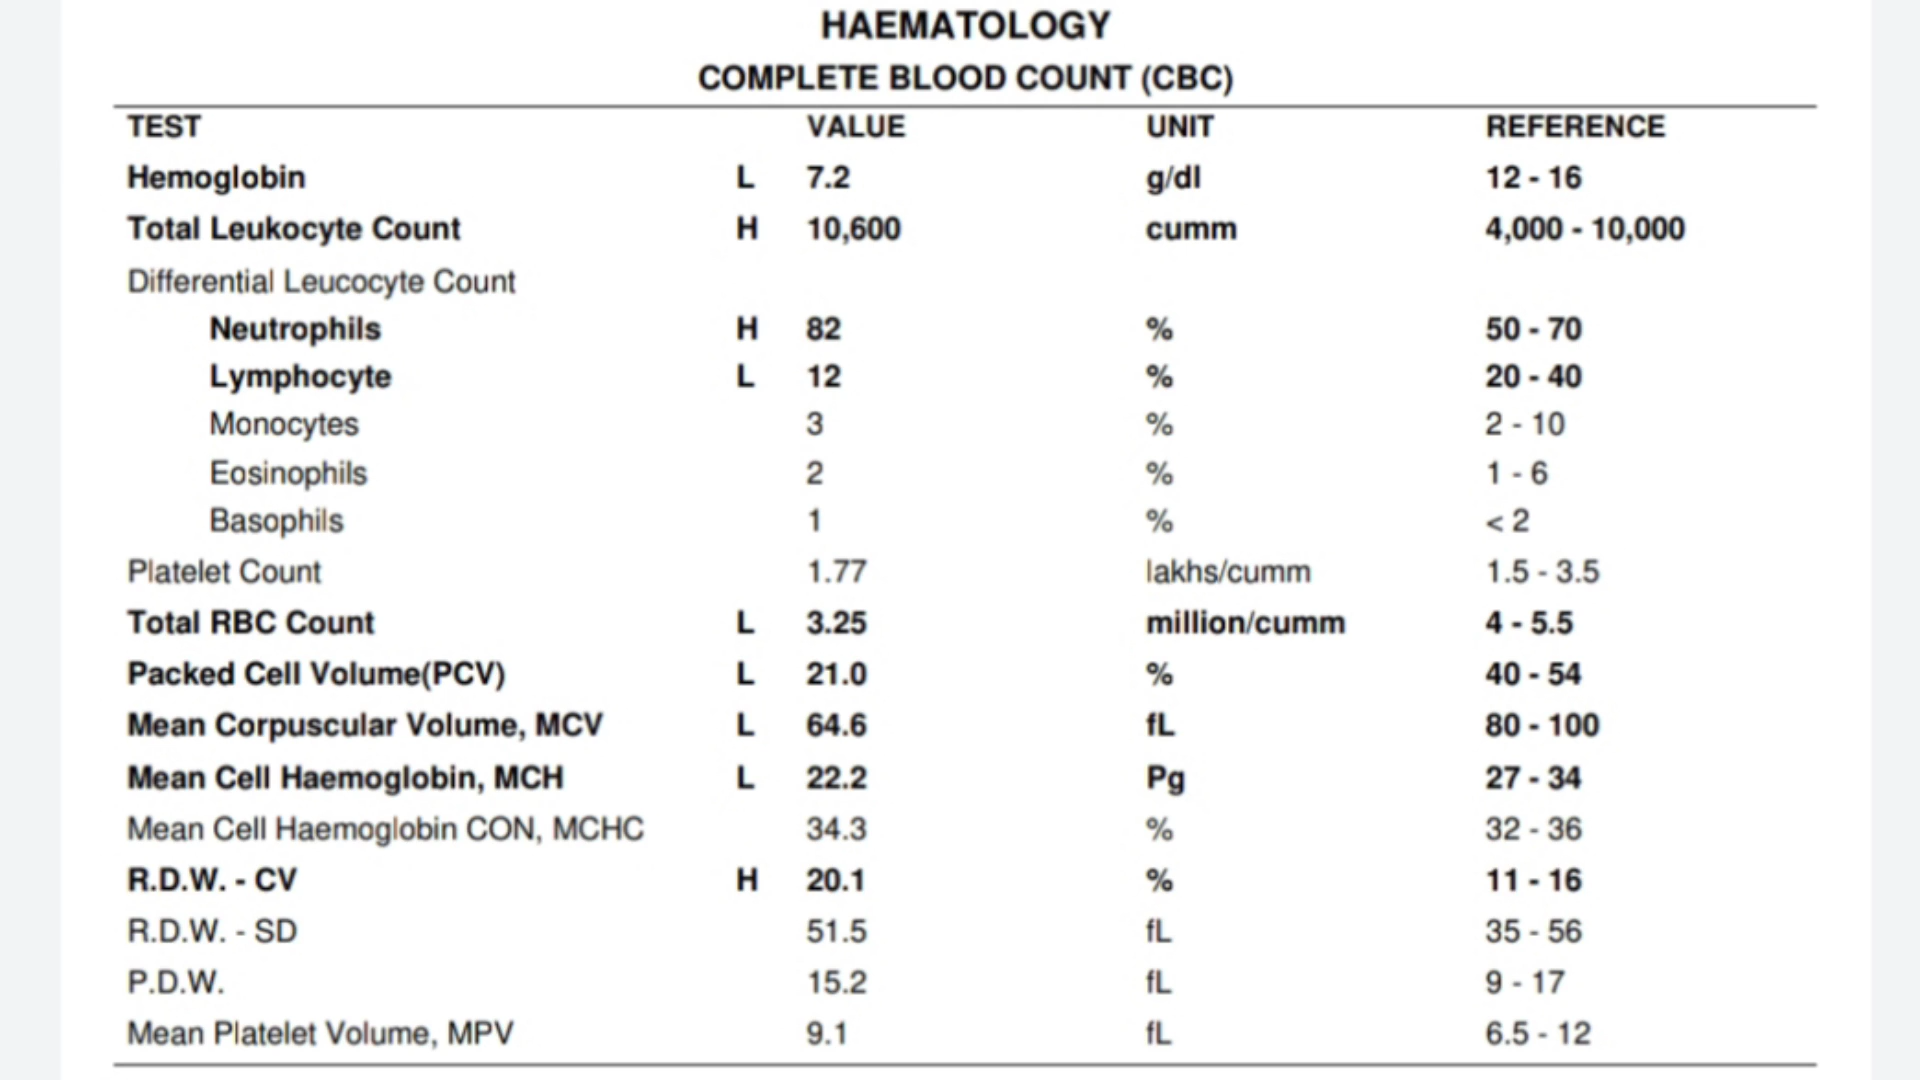 HAEMATOLOGY
COMPLETE BLOOD COUNT (CBC)
TEST VALUE UNIT REFERENCE
Hemoglobin L 7.2 g/dl 12 - 16
Total Leukocyte Count H 10,600 cumm 4,000 - 10,000
Differential Leucocyte Count
Neutrophils H 82 % 50 - 70
Lymphocyte L 12 % 20 - 40
Monocytes 3 % 2 - 10
Eosinophils 2 % 1 - 6
Basophils 1 % < 2
Platelet Count 1.77 lakhs/cumm 1.5 - 3.5
Total RBC Count L 3.25 million/cumm 4 - 5.5
Packed Cell Volume(PCV) L 21.0 % 40 - 54
Mean Corpuscular Volume, MCV L 64.6 fL 80 - 100
Mean Cell Haemoglobin, MCH L 22.2 Pg 27 - 34
Mean Cell Haemoglobin CON, MCHC 34.3 % 32 - 36
R.D.W. - CV H 20.1 % 11 - 16
R.D.W. - SD 51.5 fL 35 - 56
P.D.W. 15.2 fL 9 - 17
Mean Platelet Volume, MPV 9.1 fL 6.5 - 12